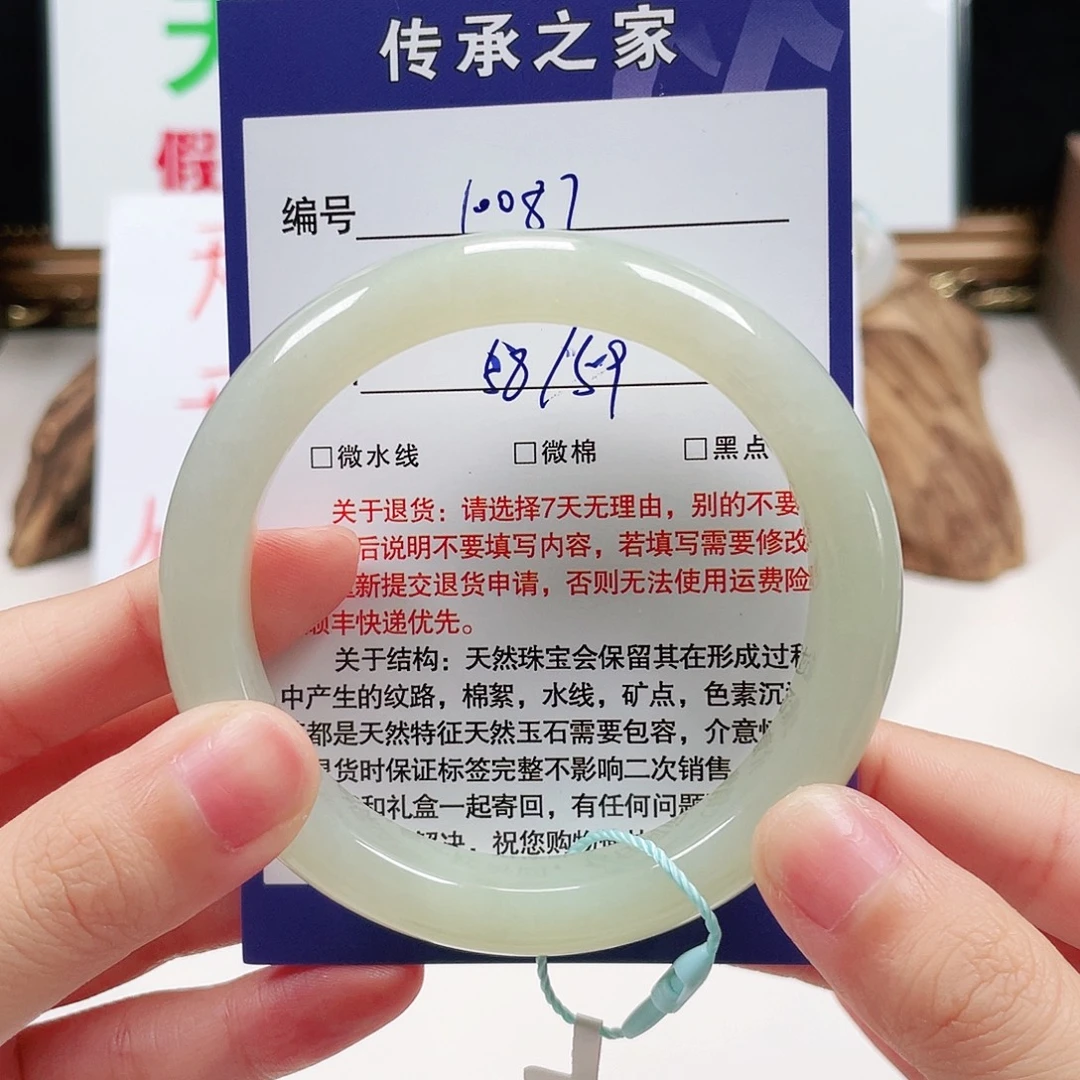 传承之家
编号 10087
58/59
□微水线 □微棉 □黑点
关于退货：请选择7天无理由，别的不要
后说明不要填写内容，若填写需要修改
新提交退货申请，否则无法使用运费险
顺丰快递优先。
关于结构：天然珠宝会保留其在形成过程
中产生的纹路，棉絮，水线，矿点，色素沉
都是天然特征天然玉石需要包容，介意
退货时保证标签完整不影响二次销售
和礼盒一起寄回，有任何问题
解决，祝您购物
假